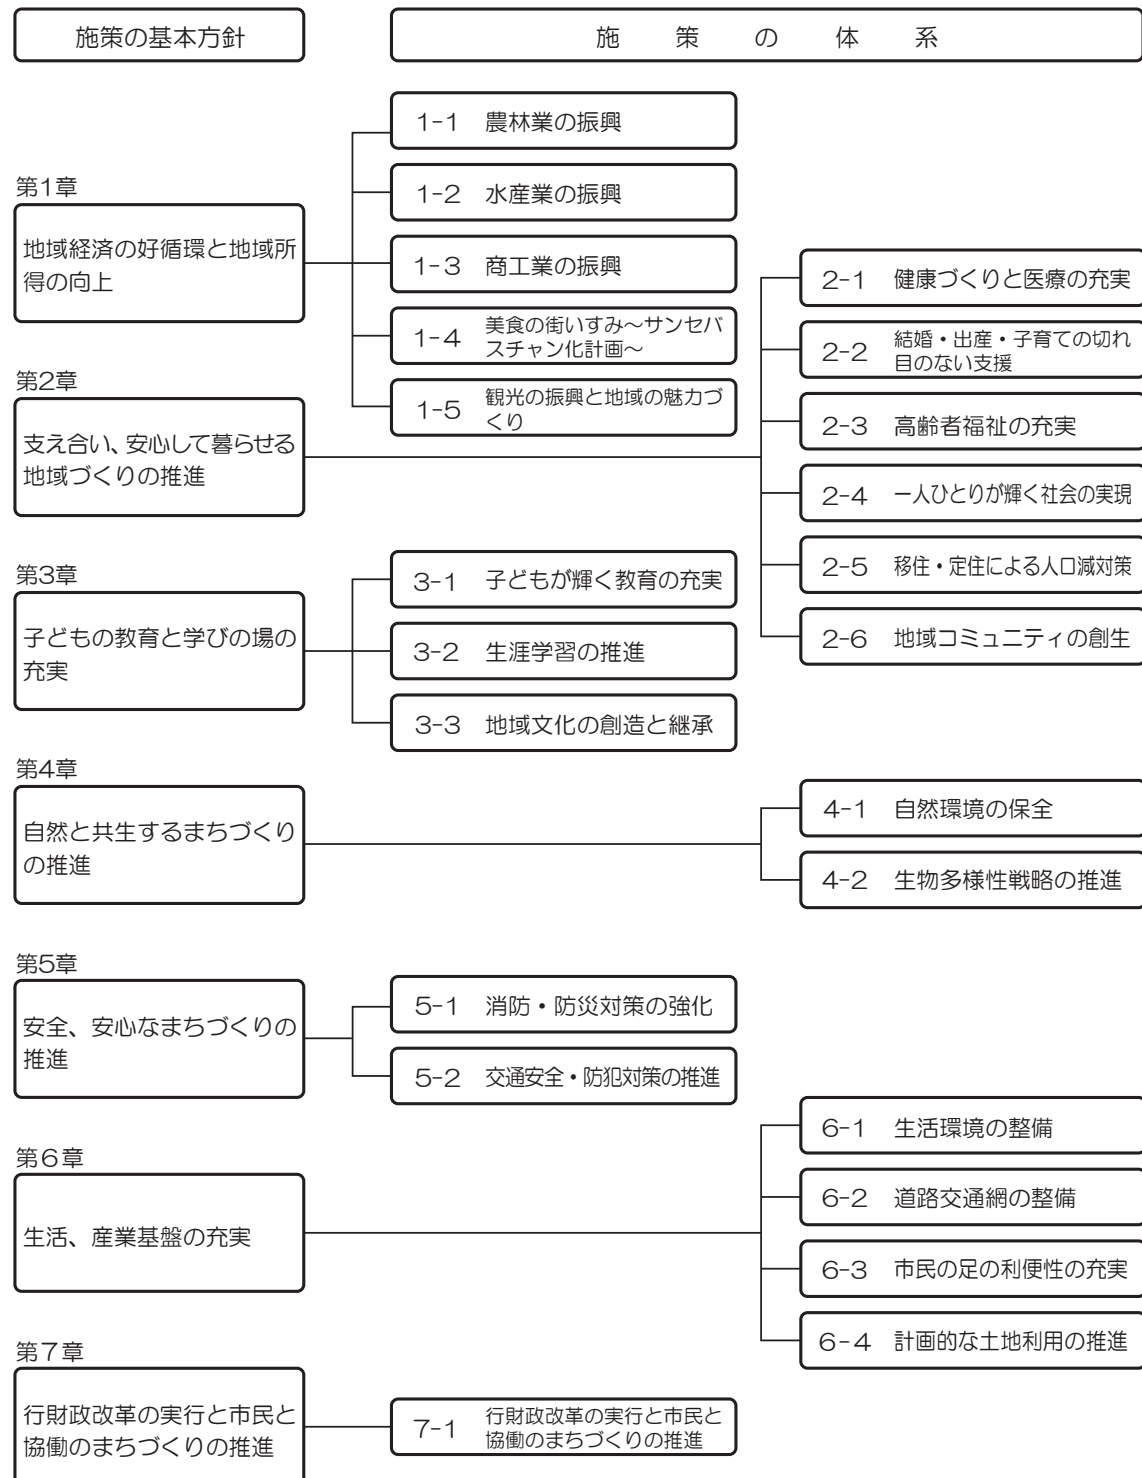 施策の基本方針
施策の体系
第1章
地域経済の好循環と地域所
得の向上
1-1 農林業の振興
1-2 水産業の振興
1-3 商工業の振興
1-4 美食の街いすみ～サンセバ
スチャン化計画～
1-5 観光の振興と地域の魅力づ
くり
第2章
支え合い、安心して暮らせる
地域づくりの推進
2-1 健康づくりと医療の充実
2-2 結婚・出産・子育ての切れ
目のない支援
2-3 高齢者福祉の充実
2-4 一人ひとりが輝く社会の実現
2-5 移住・定住による人口減対策
2-6 地域コミュニティの創生
第3章
子どもの教育と学びの場の
充実
3-1 子どもが輝く教育の充実
3-2 生涯学習の推進
3-3 地域文化の創造と継承
第4章
自然と共生するまちづくり
の推進
4-1 自然環境の保全
4-2 生物多様性戦略の推進
第5章
安全、安心なまちづくりの
推進
5-1 消防・防災対策の強化
5-2 交通安全・防犯対策の推進
第6章
生活、産業基盤の充実
6-1 生活環境の整備
6-2 道路交通網の整備
6-3 市民の足の利便性の充実
6-4 計画的な土地利用の推進
第7章
行財政改革の実行と市民と
協働のまちづくりの推進
7-1 行財政改革の実行と市民と
協働のまちづくりの推進